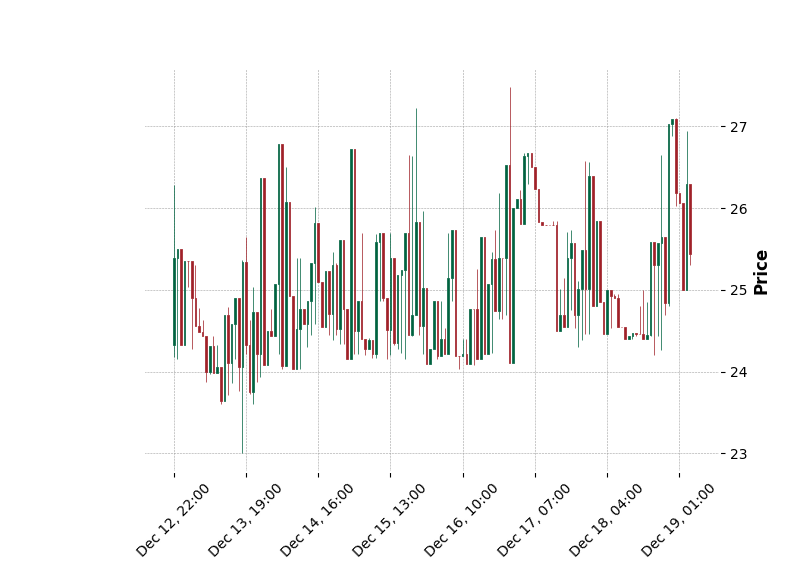 27
26
25
24
23
Price
Dec 12, 22:00
Dec 13, 19:00
Dec 14, 16:00
Dec 15, 13:00
Dec 16, 10:00
Dec 17, 07:00
Dec 18, 04:00
Dec 19, 01:00